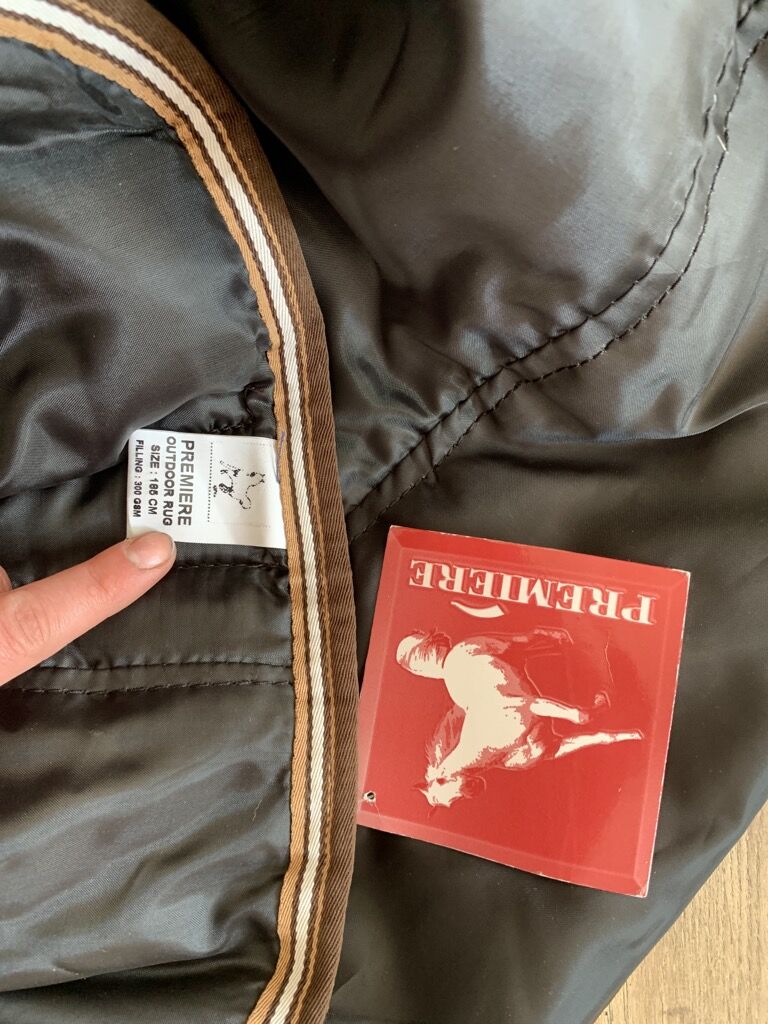 PREMIERE
OUTDOOR RUG
SIZE : 185 CM
FILLING : 300 GSM
PREMIERE